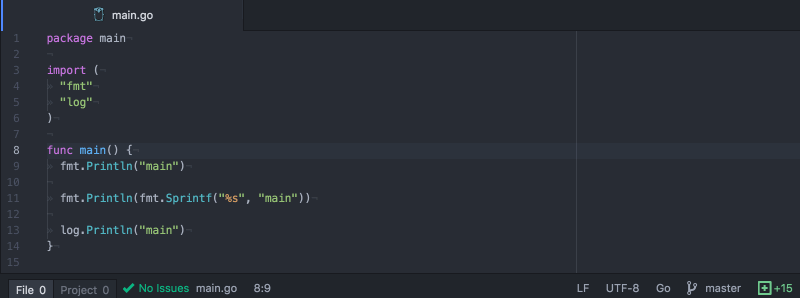 main.go
1 package main
2
3 import (
4 "fmt"
5 "log"
6 )
7
8 func main() {
9 fmt.Println("main")
10
11 fmt.Println(fmt.Sprintf("%s", "main"))
12
13 log.Println("main")
14 }
15
File 0 Project 0 No Issues main.go 8:9 LF UTF-8 Go master +15